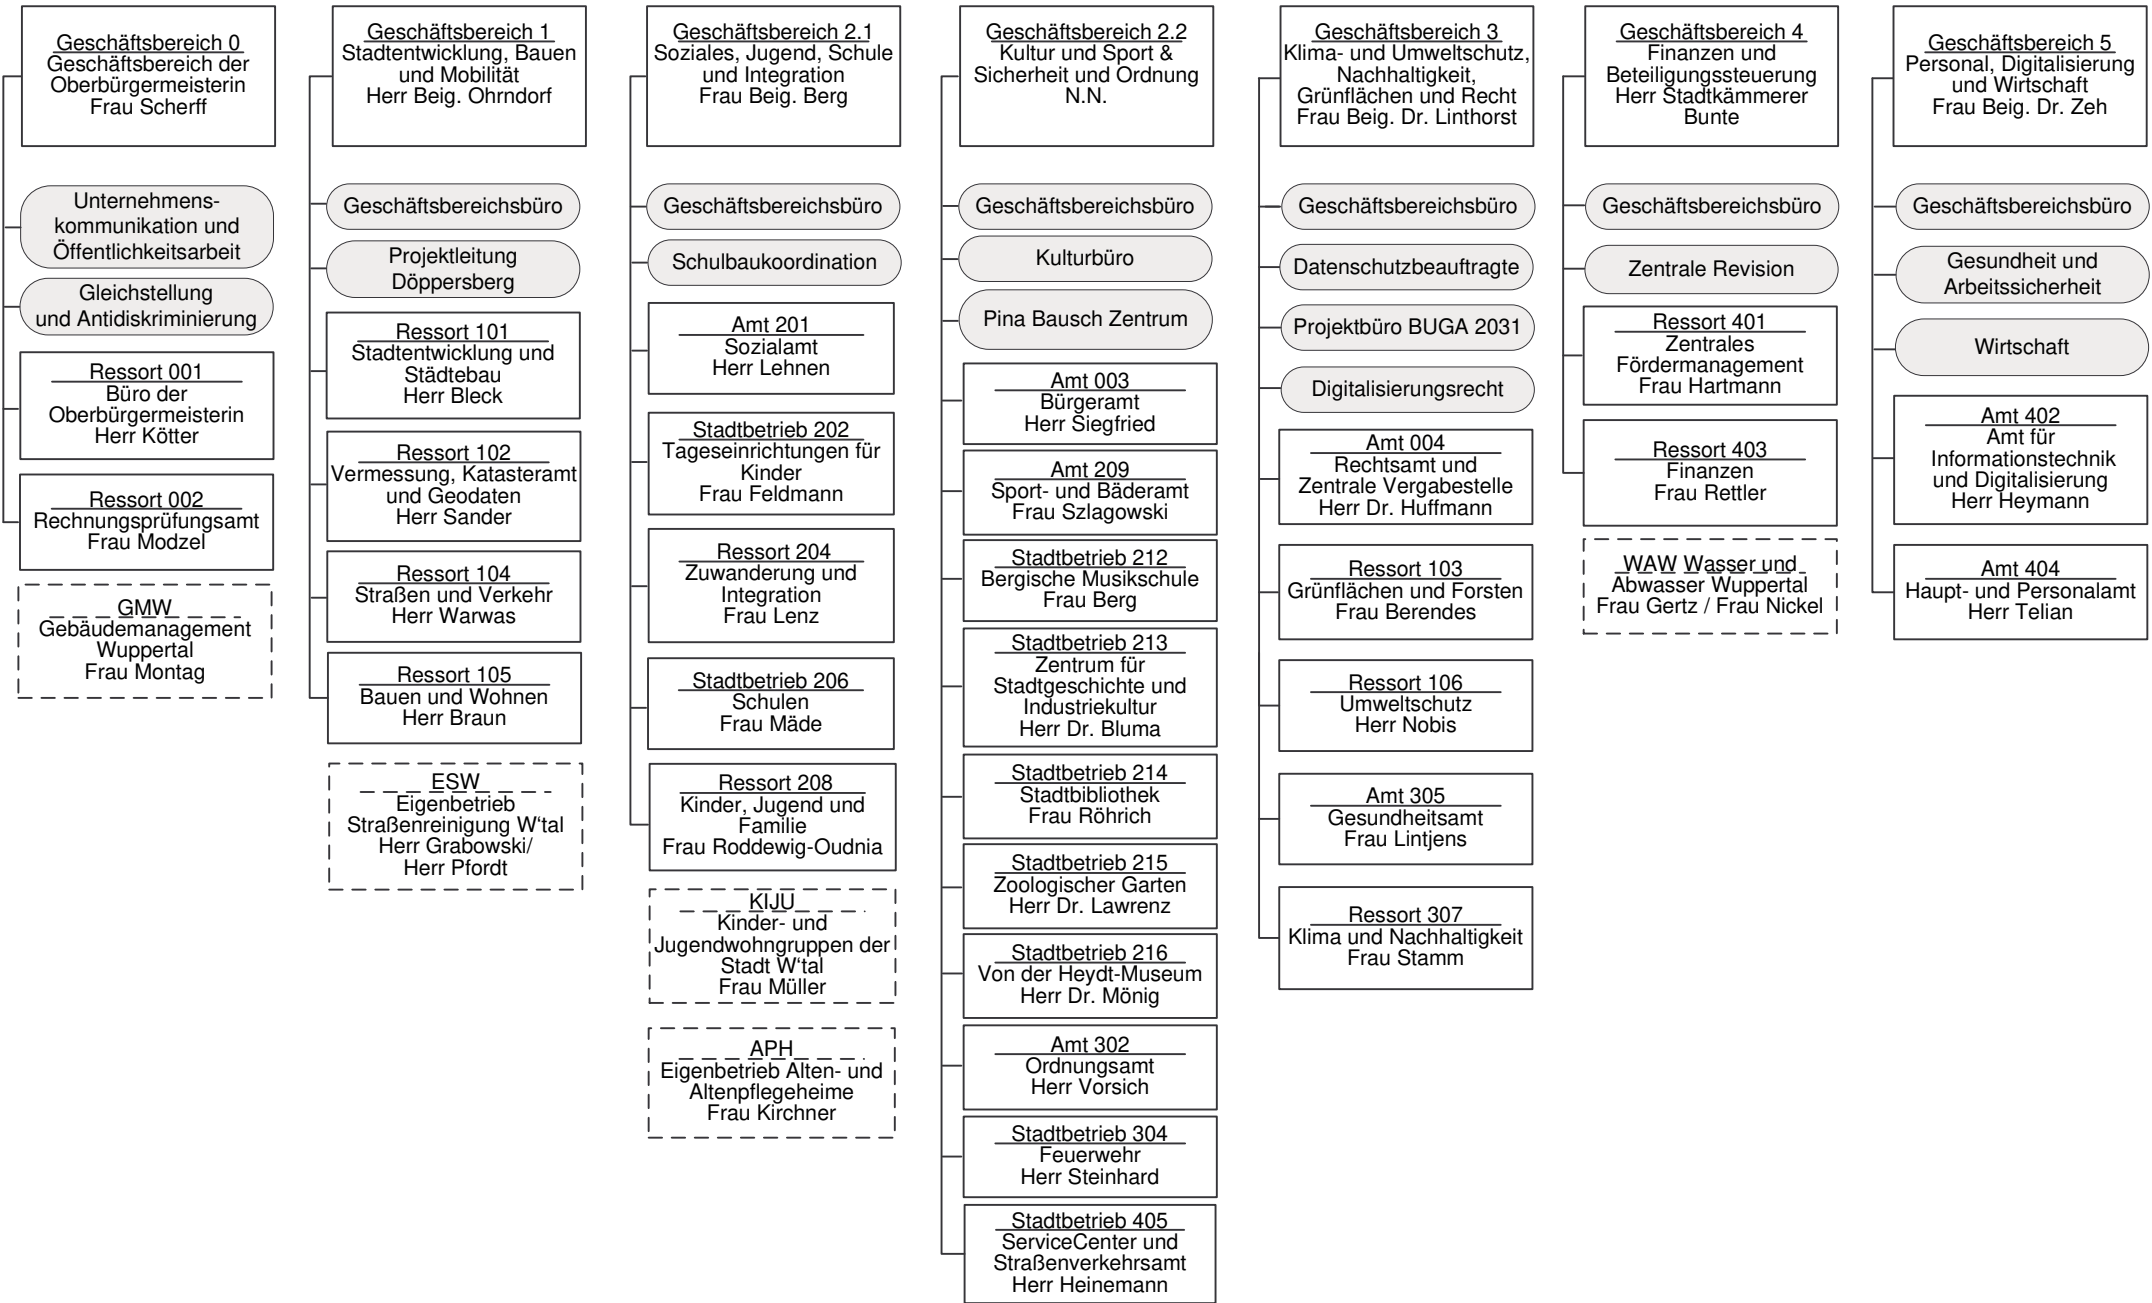 Geschäftsbereich 0
Geschäftsbereich der
Oberbürgermeisterin
Frau Scherff
Unternehmens-
kommunikation und
Öffentlichkeitsarbeit
Gleichstellung
und Antidiskriminierung
Ressort 001
Büro der
Oberbürgermeisterin
Herr Kötter
Ressort 002
Rechnungsprüfungsamt
Frau Modzel
GMW
Gebäudemanagement
Wuppertal
Frau Montag
Geschäftsbereich 1
Stadtentwicklung, Bauen
und Mobilität
Herr Beig. Ohrndorf
Geschäftsbereichsbüro
Projektleitung
Döppersberg
Ressort 101
Stadtentwicklung und
Städtebau
Herr Bleck
Ressort 102
Vermessung, Katasteramt
und Geodaten
Herr Sander
Ressort 104
Straßen und Verkehr
Herr Warwas
Ressort 105
Bauen und Wohnen
Herr Braun
ESW
Eigenbetrieb
Straßenreinigung W‘tal
Herr Grabowski/
Herr Pfordt
Geschäftsbereich 2.1
Soziales, Jugend, Schule
und Integration
Frau Beig. Berg
Geschäftsbereichsbüro
Schulbaukoordination
Amt 201
Sozialamt
Herr Lehnen
Stadtbetrieb 202
Tageseinrichtungen für
Kinder
Frau Feldmann
Ressort 204
Zuwanderung und
Integration
Frau Lenz
Stadtbetrieb 206
Schulen
Frau Mäde
Ressort 208
Kinder, Jugend und
Familie
Frau Roddewig-Oudnia
KIJU
Kinder- und
Jugendwohngruppen der
Stadt W‘tal
Frau Müller
APH
Eigenbetrieb Alten- und
Altenpflegeheime
Frau Kirchner
Geschäftsbereich 2.2
Kultur und Sport &
Sicherheit und Ordnung
N.N.
Geschäftsbereichsbüro
Kulturbüro
Pina Bausch Zentrum
Amt 003
Bürgeramt
Herr Siegfried
Amt 209
Sport- und Bäderamt
Frau Szlagowski
Stadtbetrieb 212
Bergische Musikschule
Frau Berg
Stadtbetrieb 213
Zentrum für
Stadtgeschichte und
Industriekultur
Herr Dr. Bluma
Stadtbetrieb 214
Stadtbibliothek
Frau Röhrich
Stadtbetrieb 215
Zoologischer Garten
Herr Dr. Lawrenz
Stadtbetrieb 216
Von der Heydt-Museum
Herr Dr. Mönig
Amt 302
Ordnungsamt
Herr Vorsich
Stadtbetrieb 304
Feuerwehr
Herr Steinhard
Stadtbetrieb 405
ServiceCenter und
Straßenverkehrsamt
Herr Heinemann
Geschäftsbereich 3
Klima- und Umweltschutz,
Nachhaltigkeit,
Grünflächen und Recht
Frau Beig. Dr. Linthorst
Geschäftsbereichsbüro
Datenschutzbeauftragte
Projektbüro BUGA 2031
Digitalisierungsrecht
Amt 004
Rechtsamt und
Zentrale Vergabestelle
Herr Dr. Huffmann
Ressort 103
Grünflächen und Forsten
Frau Berendes
Ressort 106
Umweltschutz
Herr Nobis
Amt 305
Gesundheitsamt
Frau Lintjens
Ressort 307
Klima und Nachhaltigkeit
Frau Stamm
Geschäftsbereich 4
Finanzen und
Beteiligungssteuerung
Herr Stadtkämmerer
Bunte
Geschäftsbereichsbüro
Zentrale Revision
Ressort 401
Zentrales
Fördermanagement
Frau Hartmann
Ressort 403
Finanzen
Frau Rettler
WAW Wasser und
Abwasser Wuppertal
Frau Gertz / Frau Nickel
Geschäftsbereich 5
Personal, Digitalisierung
und Wirtschaft
Frau Beig. Dr. Zeh
Geschäftsbereichsbüro
Gesundheit und
Arbeitssicherheit
Wirtschaft
Amt 402
Amt für
Informationstechnik
und Digitalisierung
Herr Heymann
Amt 404
Haupt- und Personalamt
Herr Telian